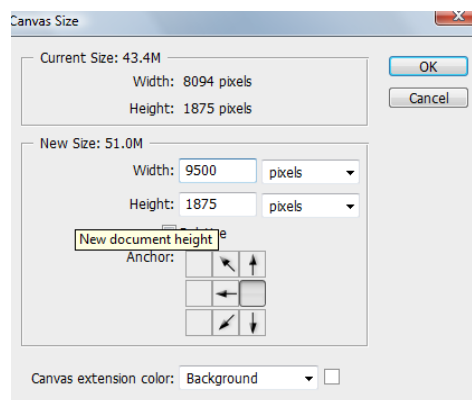 Canvas Size
Current Size: 43.4M
OK
Width: 8094 pixels
Cancel
Height: 1875 pixels
New Size: 51.0M
Width: 9500 pixels
Height: 1875 pixels
New document height
Anchor:
Canvas extension color: Background